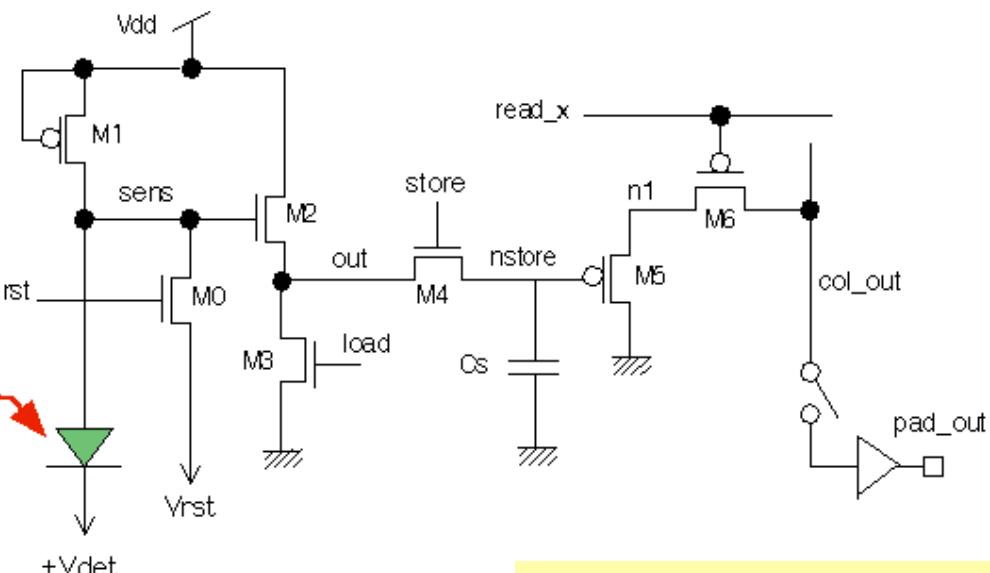 Vdd
M1
read_x
sens
store
n1
M2
M6
out
nstore
M5
rst
M0
M4
col_out
M3
load
Cs
pad_out
Vrst
+Vdet